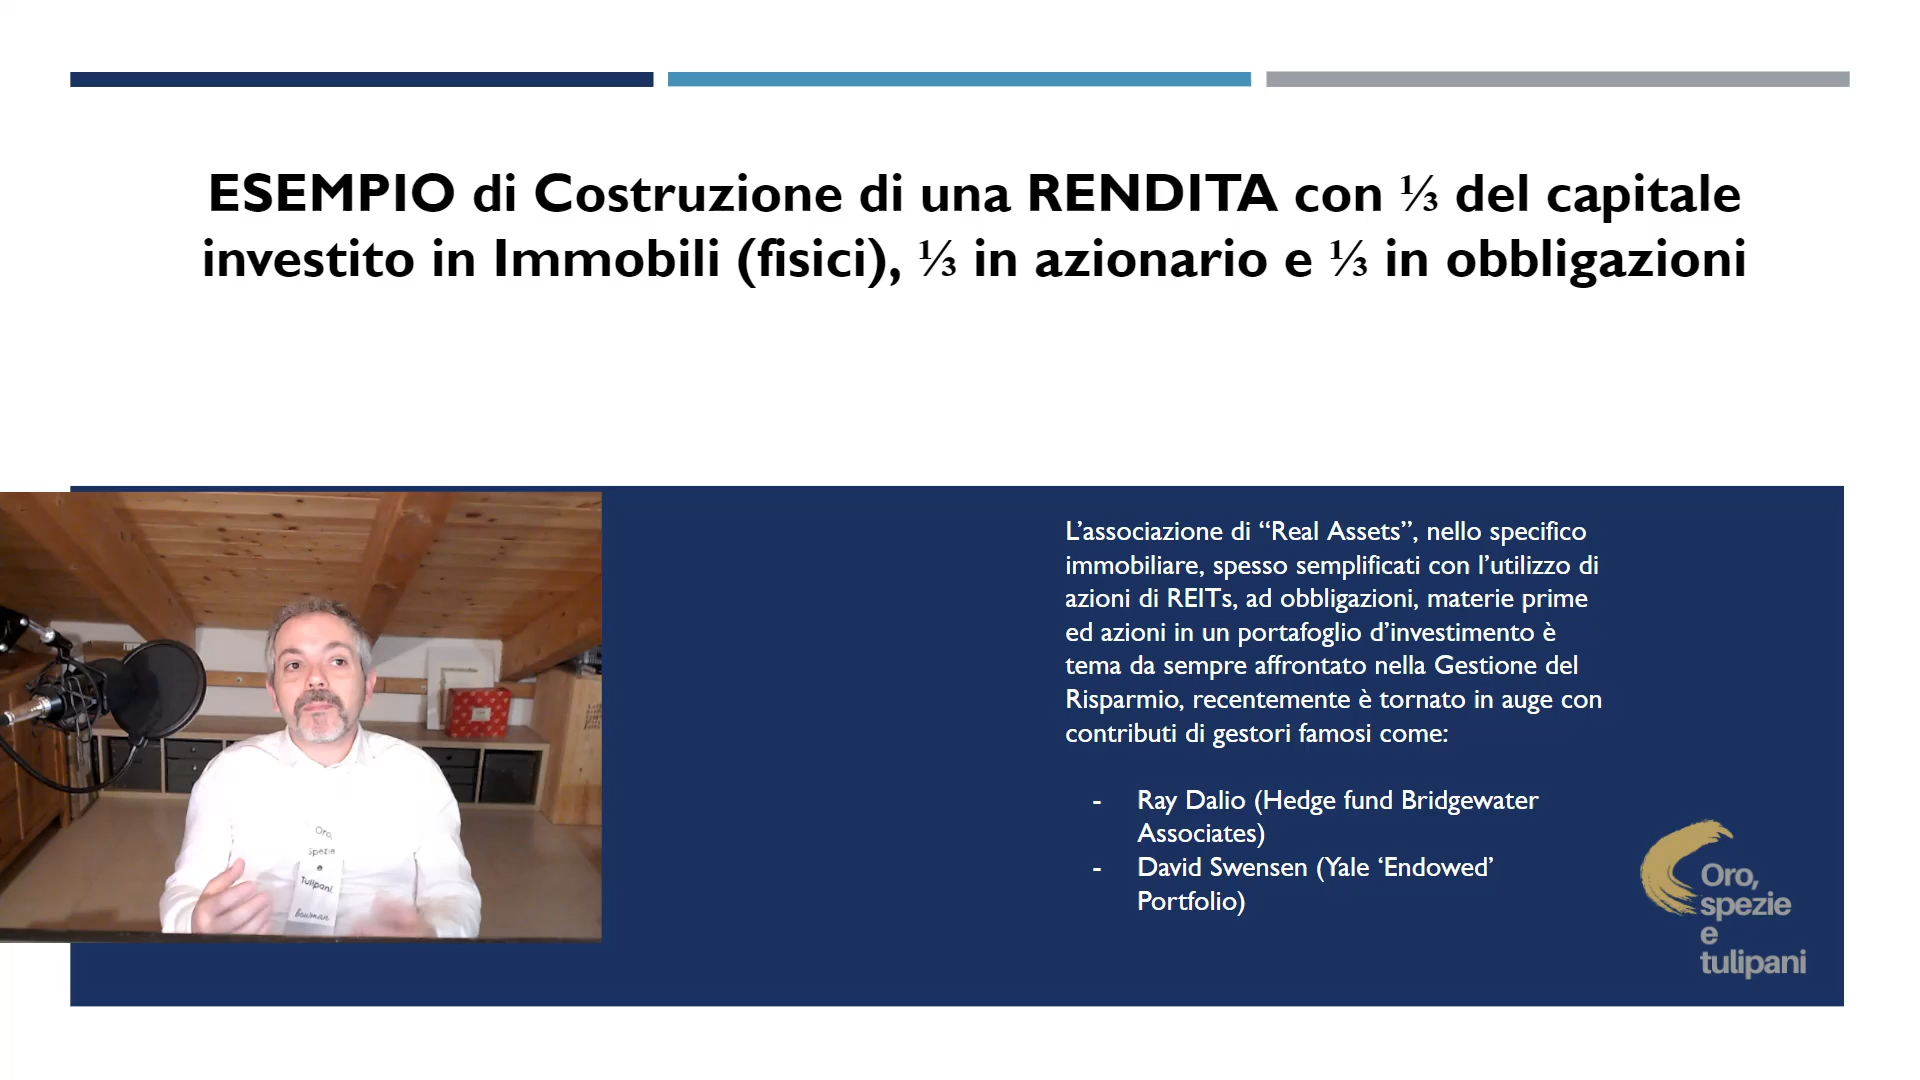 ESEMPIO di Costruzione di una RENDITA con ⅓ del capitale
investito in Immobili (fisici), ⅓ in azionario e ⅓ in obbligazioni
L’associazione di “Real Assets”, nello specifico
immobiliare, spesso semplificati con l’utilizzo di
azioni di REITs, ad obbligazioni, materie prime
ed azioni in un portafoglio d’investimento è
tema da sempre affrontato nella Gestione del
Risparmio, recentemente è tornato in auge con
contributi di gestori famosi come:
- Ray Dalio (Hedge fund Bridgewater
Associates)
- David Swensen (Yale ‘Endowed’
Portfolio)
Oro,
spezie
e
tulipani
Oro,
spezie
e
Tulipani
bowman